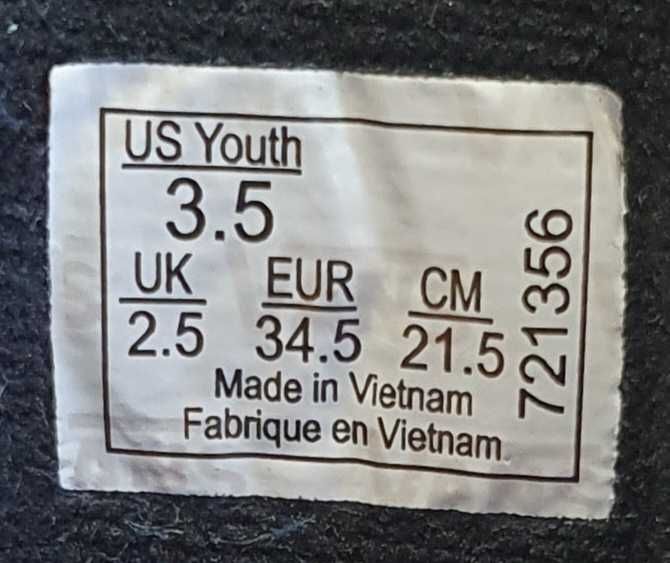 US Youth
3.5
UK EUR CM
2.5 34.5 21.5
Made in Vietnam
Fabrique en Vietnam
721356